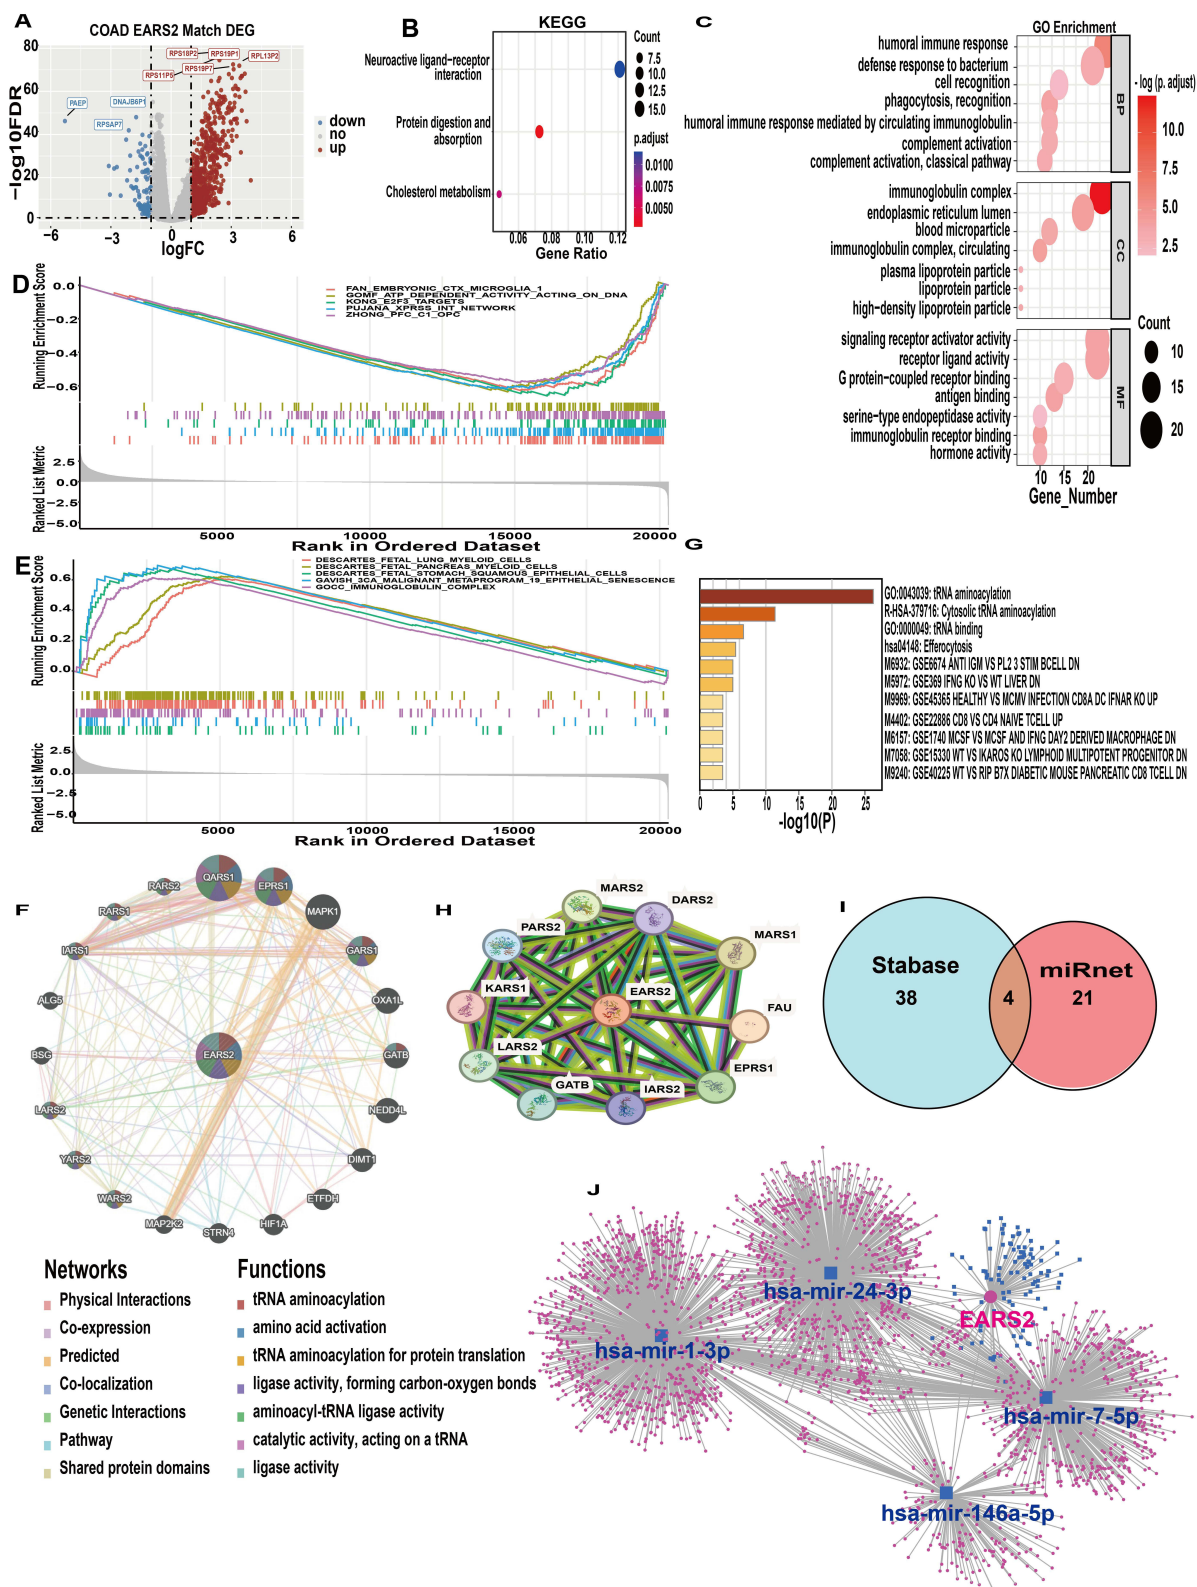 A
COAD EARS2 Match DEG
80
60
40
20
0
−log10FDR
RPS18P2
RPS19P1
RPL13P2
RPS11P5
RPS19P7
PAEP
DNAJB6P1
RPSAP7
down
no
up
−6
−3
0
3
6
logFC
B
KEGG
Neuroactive ligand−receptor
interaction
Protein digestion and
absorption
Cholesterol metabolism
0.06
0.08
0.10
0.12
Gene Ratio
Count
7.5
10.0
12.5
15.0
p.adjust
0.0100
0.0075
0.0050
C
GO Enrichment
humoral immune response
defense response to bacterium
cell recognition
phagocytosis, recognition
humoral immune response mediated by circulating immunoglobulin
complement activation
complement activation, classical pathway
BP
immunoglobulin complex
endoplasmic reticulum lumen
blood microparticle
immunoglobulin complex, circulating
plasma lipoprotein particle
lipoprotein particle
high-density lipoprotein particle
CC
signaling receptor activator activity
receptor ligand activity
G protein-coupled receptor binding
antigen binding
serine-type endopeptidase activity
immunoglobulin receptor binding
hormone activity
MF
10
15
20
Gene_Number
- log (p. adjust)
10.0
7.5
5.0
2.5
Count
10
15
20
D
Running Enrichment Score
0.0
−0.2
−0.4
−0.6
FAN_EMBRYONIC_CTX_MICROGLIA_1
GOMF_ATP_DEPENDENT_ACTIVITY_ACTING_ON_DNA
KONG_E2F3_TARGETS
PUJANA_XPRSS_INT_NETWORK
ZHONG_PFC_C1_OPC
Ranked List Metric
2.5
0.0
−2.5
−5.0
5000
10000
15000
20000
Rank in Ordered Dataset
E
Running Enrichment Score
0.6
0.4
0.2
0.0
DESCARTES_FETAL_LUNG_MYELOID_CELLS
DESCARTES_FETAL_PANCREAS_MYELOID_CELLS
DESCARTES_FETAL_STOMACH_SQUAMOUS_EPITHELIAL_CELLS
GAVISH_3CA_MALIGNANT_METAPROGRAM_19_EPITHELIAL_SENESCENCE
GOCC_IMMUNOGLOBULIN_COMPLEX
Ranked List Metric
2.5
0.0
−2.5
−5.0
5000
10000
15000
20000
Rank in Ordered Dataset
G
GO:0043039: tRNA aminoacylation
R-HSA-379716: Cytosolic tRNA aminoacylation
GO:0000049: tRNA binding
hsa04148: Efferocytosis
M6932: GSE6674 ANTI IGM VS PL2 3 STIM BCELL DN
M5972: GSE369 IFNG KO VS WT LIVER DN
M9969: GSE45365 HEALTHY VS MCMV INFECTION CD8A DC IFNAR KO UP
M4402: GSE22886 CD8 VS CD4 NAIVE TCELL UP
M6157: GSE1740 MCSF VS MCSF AND IFNG DAY2 DERIVED MACROPHAGE DN
M7058: GSE15330 WT VS IKAROS KO LYMPHOID MULTIPOTENT PROGENITOR DN
M9240: GSE40225 WT VS RIP B7X DIABETIC MOUSE PANCREATIC CD8 TCELL DN
0
5
10
15
20
25
-log10(P)
F
QARS1
EPRS1
RARS2
MAPK1
RARS1
IARS1
GARS1
ALG5
OXA1L
BSG
EARS2
GATB
LARS2
NEDD4L
YARS2
DIMT1
WARS2
ETFDH
MAP2K2
STRN4
HIF1A
Networks
Physical Interactions
Co-expression
Predicted
Co-localization
Genetic Interactions
Pathway
Shared protein domains
Functions
tRNA aminoacylation
amino acid activation
tRNA aminoacylation for protein translation
ligase activity, forming carbon-oxygen bonds
aminoacyl-tRNA ligase activity
catalytic activity, acting on a tRNA
ligase activity
H
MARS2
DARS2
PARS2
MARS1
KARS1
EARS2
FAU
LARS2
EPRS1
GATB
IARS2
I
Stabase
38
4
miRnet
21
J
hsa-mir-24-3p
EARS2
hsa-mir-1-3p
hsa-mir-7-5p
hsa-mir-146a-5p